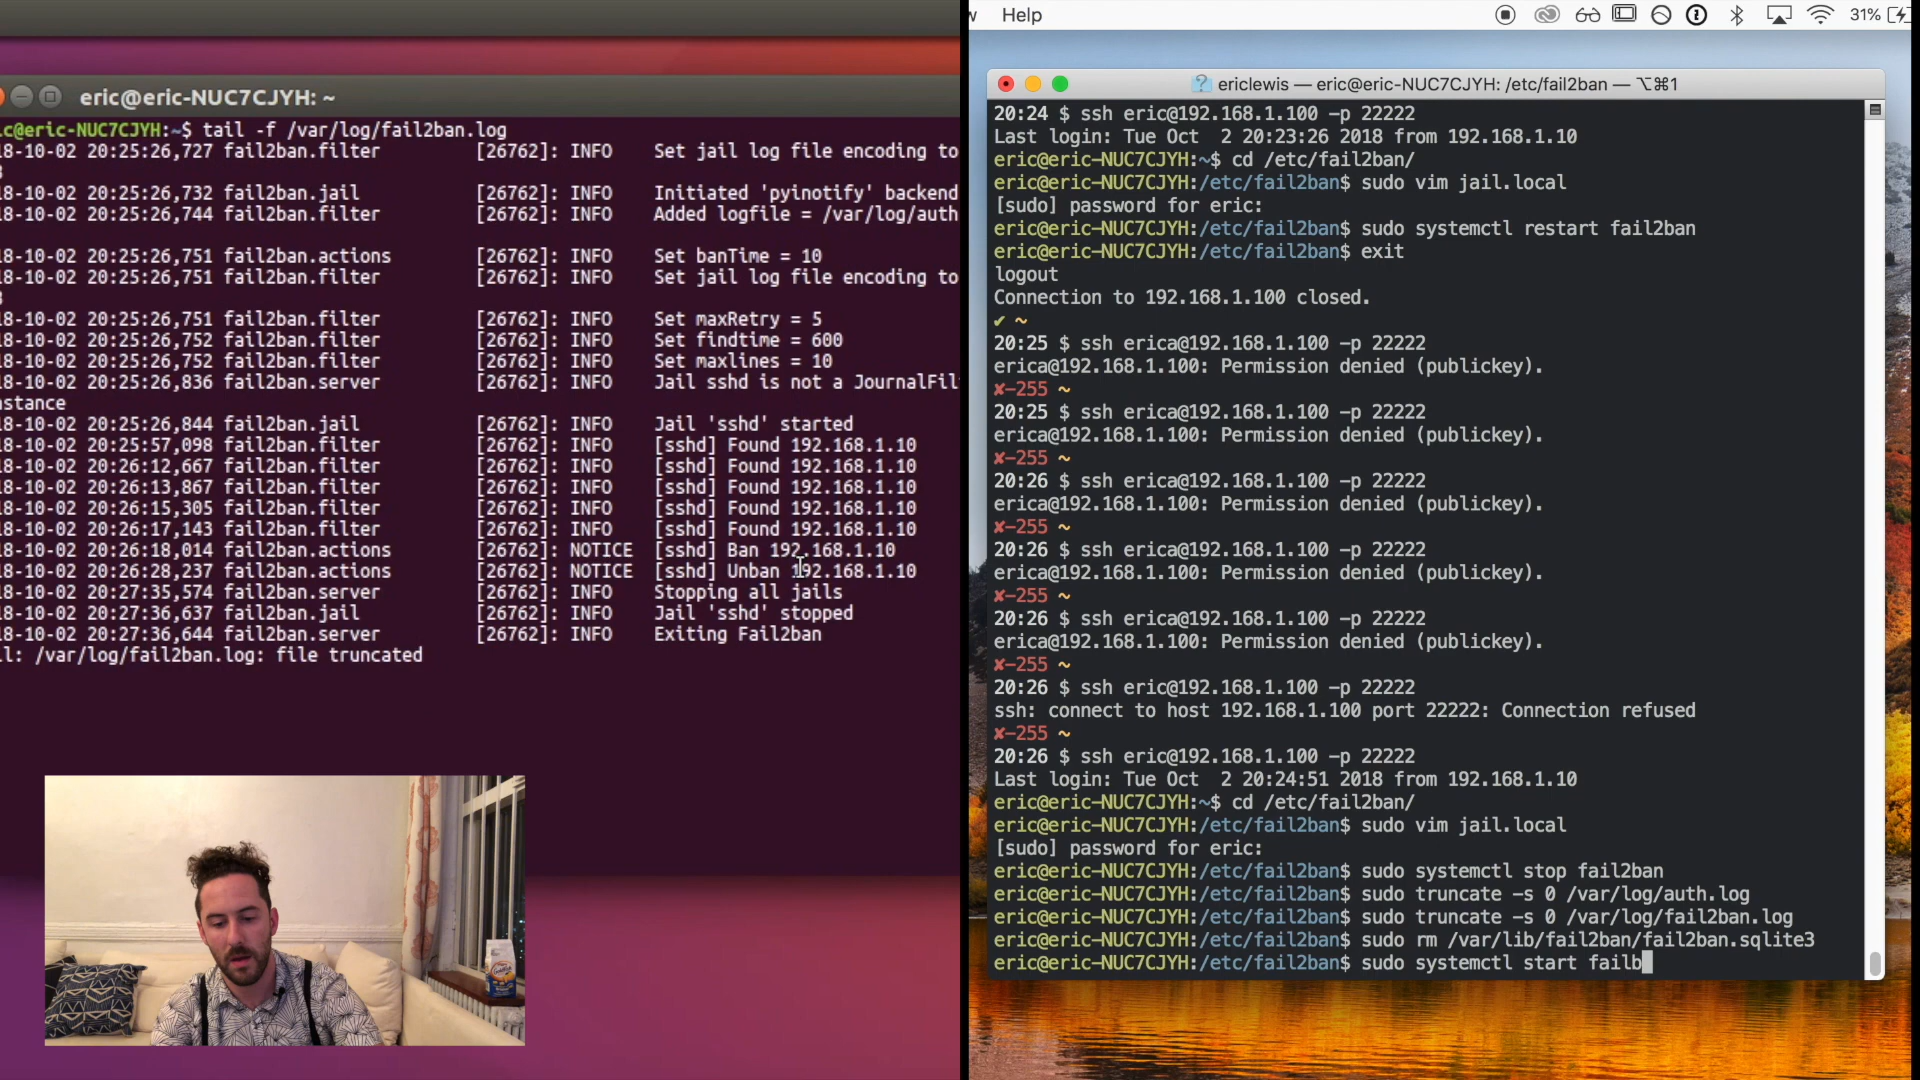 eric@eric-NUC7CJYH: ~
c@eric-NUC7CJYH:~$ tail -f /var/log/fail2ban.log
8-10-02 20:25:26,727 fail2ban.filter [26762]: INFO Set jail log file encoding to
8
8-10-02 20:25:26,732 fail2ban.jail [26762]: INFO Initiated 'pyinotify' backend
8-10-02 20:25:26,744 fail2ban.filter [26762]: INFO Added logfile = /var/log/auth
8-10-02 20:25:26,751 fail2ban.actions [26762]: INFO Set banTime = 10
8-10-02 20:25:26,751 fail2ban.filter [26762]: INFO Set jail log file encoding to
8
8-10-02 20:25:26,751 fail2ban.filter [26762]: INFO Set maxRetry = 5
8-10-02 20:25:26,752 fail2ban.filter [26762]: INFO Set findtime = 600
8-10-02 20:25:26,752 fail2ban.filter [26762]: INFO Set maxlines = 10
8-10-02 20:25:26,836 fail2ban.server [26762]: INFO Jail sshd is not a JournalFil
nstance
8-10-02 20:25:26,844 fail2ban.jail [26762]: INFO Jail 'sshd' started
8-10-02 20:25:57,098 fail2ban.filter [26762]: INFO [sshd] Found 192.168.1.10
8-10-02 20:26:12,667 fail2ban.filter [26762]: INFO [sshd] Found 192.168.1.10
8-10-02 20:26:13,867 fail2ban.filter [26762]: INFO [sshd] Found 192.168.1.10
8-10-02 20:26:15,305 fail2ban.filter [26762]: INFO [sshd] Found 192.168.1.10
8-10-02 20:26:17,143 fail2ban.filter [26762]: INFO [sshd] Found 192.168.1.10
8-10-02 20:26:18,014 fail2ban.actions [26762]: NOTICE [sshd] Ban 192.168.1.10
8-10-02 20:26:28,237 fail2ban.actions [26762]: NOTICE [sshd] Unban 192.168.1.10
8-10-02 20:27:35,574 fail2ban.server [26762]: INFO Stopping all jails
8-10-02 20:27:36,637 fail2ban.jail [26762]: INFO Jail 'sshd' stopped
8-10-02 20:27:36,644 fail2ban.server [26762]: INFO Exiting Fail2ban
l: /var/log/fail2ban.log: file truncated
w Help 31%
ericlewis — eric@eric-NUC7CJYH: /etc/fail2ban — ⌥⌘1
20:24 $ ssh eric@192.168.1.100 -p 22222
Last login: Tue Oct  2 20:23:26 2018 from 192.168.1.10
eric@eric-NUC7CJYH:~$ cd /etc/fail2ban/
eric@eric-NUC7CJYH:/etc/fail2ban$ sudo vim jail.local
[sudo] password for eric:
eric@eric-NUC7CJYH:/etc/fail2ban$ sudo systemctl restart fail2ban
eric@eric-NUC7CJYH:/etc/fail2ban$ exit
logout
Connection to 192.168.1.100 closed.
✔ ~
20:25 $ ssh erica@192.168.1.100 -p 22222
erica@192.168.1.100: Permission denied (publickey).
✘-255 ~
20:25 $ ssh erica@192.168.1.100 -p 22222
erica@192.168.1.100: Permission denied (publickey).
✘-255 ~
20:26 $ ssh erica@192.168.1.100 -p 22222
erica@192.168.1.100: Permission denied (publickey).
✘-255 ~
20:26 $ ssh erica@192.168.1.100 -p 22222
erica@192.168.1.100: Permission denied (publickey).
✘-255 ~
20:26 $ ssh erica@192.168.1.100 -p 22222
erica@192.168.1.100: Permission denied (publickey).
✘-255 ~
20:26 $ ssh eric@192.168.1.100 -p 22222
ssh: connect to host 192.168.1.100 port 22222: Connection refused
✘-255 ~
20:26 $ ssh eric@192.168.1.100 -p 22222
Last login: Tue Oct  2 20:24:51 2018 from 192.168.1.10
eric@eric-NUC7CJYH:~$ cd /etc/fail2ban/
eric@eric-NUC7CJYH:/etc/fail2ban$ sudo vim jail.local
[sudo] password for eric:
eric@eric-NUC7CJYH:/etc/fail2ban$ sudo systemctl stop fail2ban
eric@eric-NUC7CJYH:/etc/fail2ban$ sudo truncate -s 0 /var/log/auth.log
eric@eric-NUC7CJYH:/etc/fail2ban$ sudo truncate -s 0 /var/log/fail2ban.log
eric@eric-NUC7CJYH:/etc/fail2ban$ sudo rm /var/lib/fail2ban/fail2ban.sqlite3
eric@eric-NUC7CJYH:/etc/fail2ban$ sudo systemctl start failb